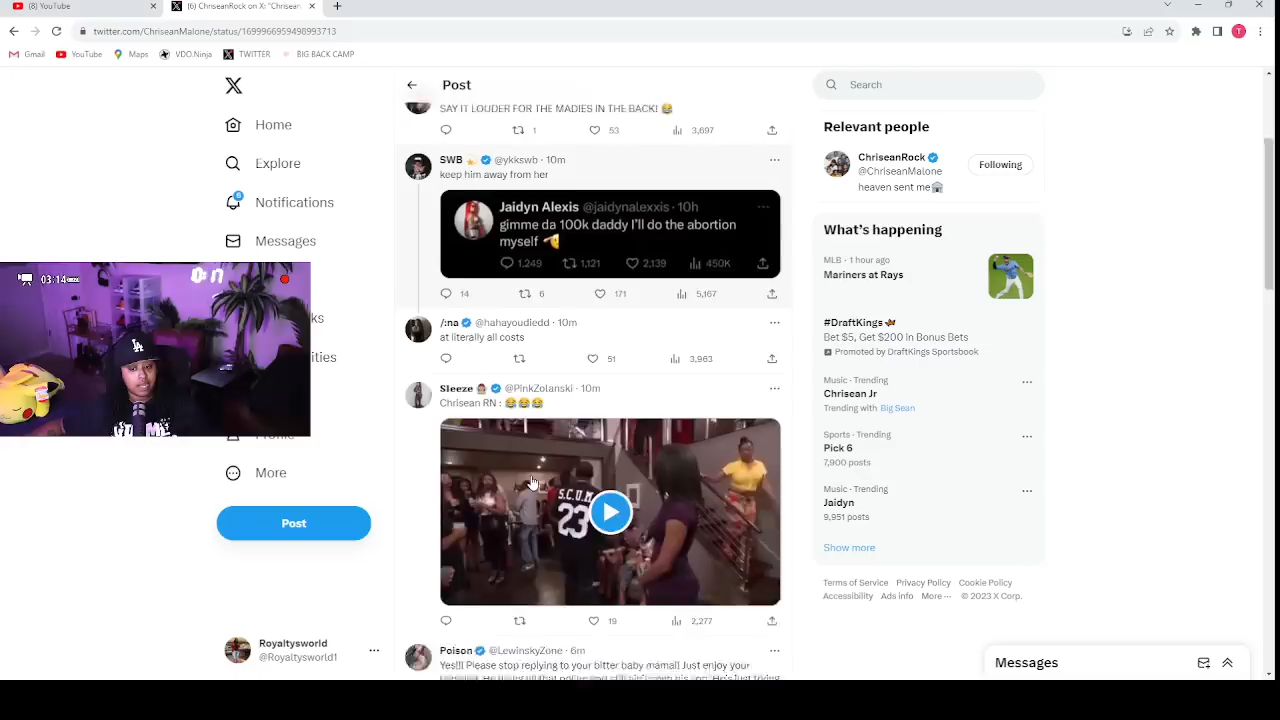 (8) YouTube
(6) ChriseanRock on X: "Chrisean
twitter.com/ChriseanMalone/status/1699966959498993713
Gmail
YouTube
Maps
VDO.Ninja
TWITTER
BIG BACK CAMP
Home
Explore
8
Notifications
Messages
03:14
ks
ities
LA
Profile
More
Post
Royaltysworld
@Royaltysworld1
Post
SAY IT LOUDER FOR THE MADIES IN THE BACK! 😂
1
53
3,697
SWB 💫 @ykkswb · 10m
keep him away from her
Jaidyn Alexis @jaidynalexxis · 10h
gimme da 100k daddy I'll do the abortion
myself
1,249
1,121
2,139
450K
14
6
171
5,167
/:na @hahayoudiedd · 10m
at literally all costs
51
3,963
Sleeze @PinkZolanski · 10m
Chrisean RN : 😂😂😂
S.C.U.M
23
19
2,277
Poison @LewinskyZone · 6m
Yes!!! Please stop replying to your bitter baby mama!! Just enjoy your
Search
Relevant people
ChriseanRock
@ChriseanMalone
heaven sent me
Following
What's happening
MLB · 1 hour ago
Mariners at Rays
#DraftKings
Bet $5, Get $200 In Bonus Bets
Promoted by DraftKings Sportsbook
Music · Trending
Chrisean Jr
Trending with Big Sean
Sports · Trending
Pick 6
7,900 posts
Music · Trending
Jaidyn
9,951 posts
Show more
Terms of Service Privacy Policy Cookie Policy
Accessibility Ads info More ··· © 2023 X Corp.
Messages